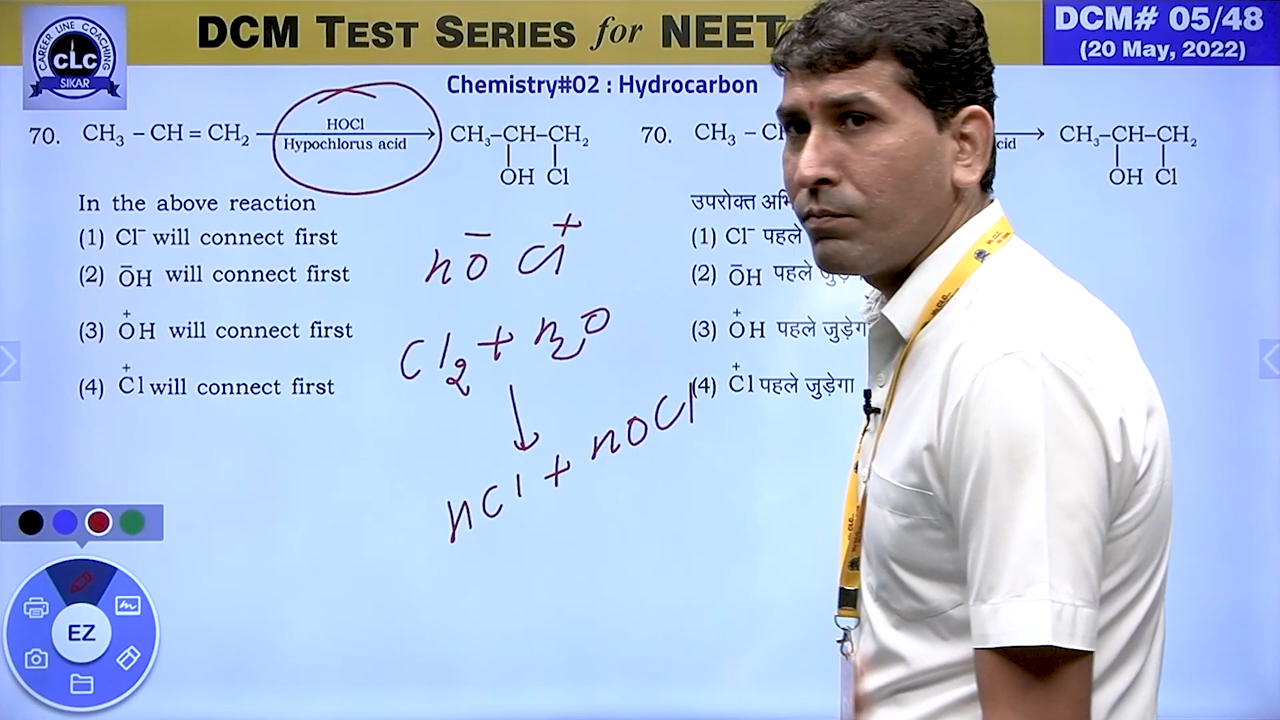 CAREER LINE COACHING
CLC
SIKAR
DCM TEST SERIES for NEET
DCM# 05/48
(20 May, 2022)
Chemistry#02 : Hydrocarbon
70. CH₃ – CH = CH₂ HOCl Hypochlorus acid CH₃–CH–CH₂
OH Cl
In the above reaction
(1) Cl⁻ will connect first
(2) ŌH will connect first
(3) O⁺H will connect first
(4) Cl⁺ will connect first
70. CH₃ – CH CH₃–CH–CH₂
OH Cl
(1) Cl⁻ पहले
(2) ŌH पहले
(3) O⁺H पहले जुड़ेगा
(4) Cl⁺ पहले जुड़ेगा
HO⁻ Cl⁺
Cl₂ + H₂O
↓
HCl + HOCl
EZ